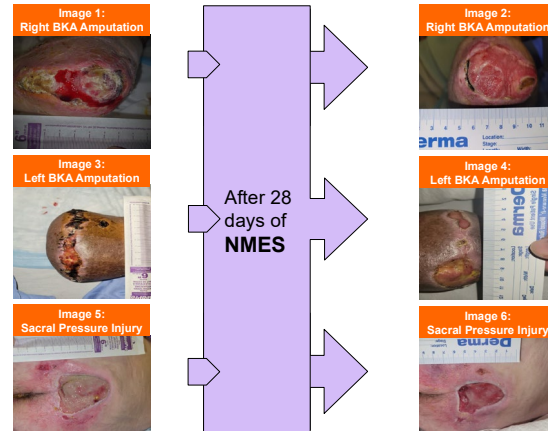 Image 1:
Right BKA Amputation
Image 2:
Right BKA Amputation
erma
Location:
Stage:
Image 3:
Left BKA Amputation
After 28
days of
NMES
Image 4:
Left BKA Amputation
Derma
Image 5:
Sacral Pressure Injury
Image 6:
Sacral Pressure Injury
Derma